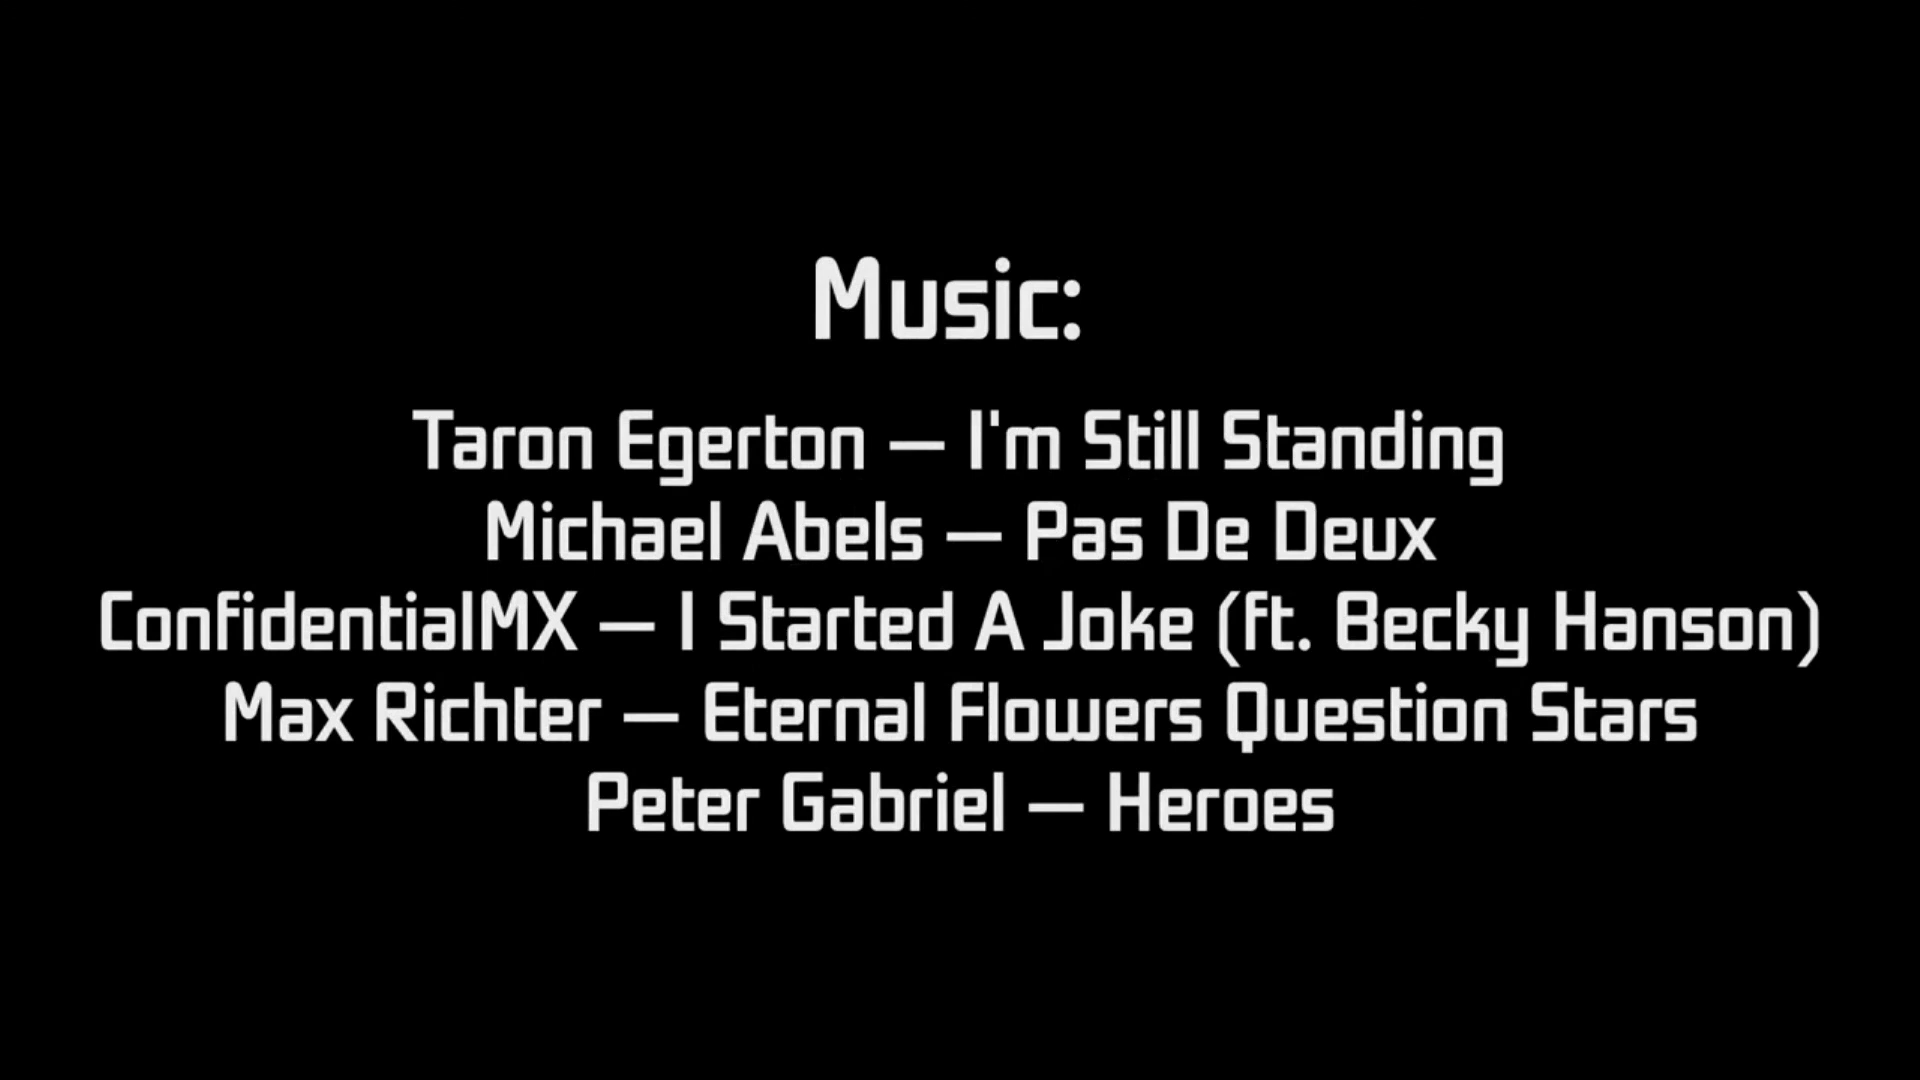 Music:
Taron Egerton — I'm Still Standing
Michael Abels — Pas De Deux
ConfidentialMX — I Started A Joke (ft. Becky Hanson)
Max Richter — Eternal Flowers Question Stars
Peter Gabriel — Heroes